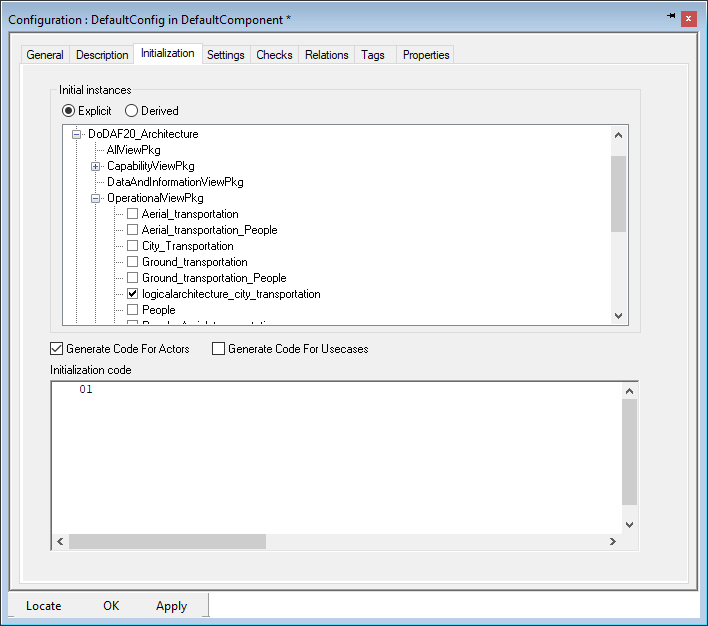 Configuration : DefaultConfig in DefaultComponent *
General Description Initialization Settings Checks Relations Tags Properties
Initial instances
Explicit Derived
DoDAF20_Architecture
AllViewPkg
CapabilityViewPkg
DataAndInformationViewPkg
OperationalViewPkg
Aerial_transportation
Aerial_transportation_People
City_Transportation
Ground_transportation
Ground_transportation_People
logicalarchitecture_city_transportation
People
Generate Code For Actors Generate Code For Usecases
Initialization code
01
Locate OK Apply